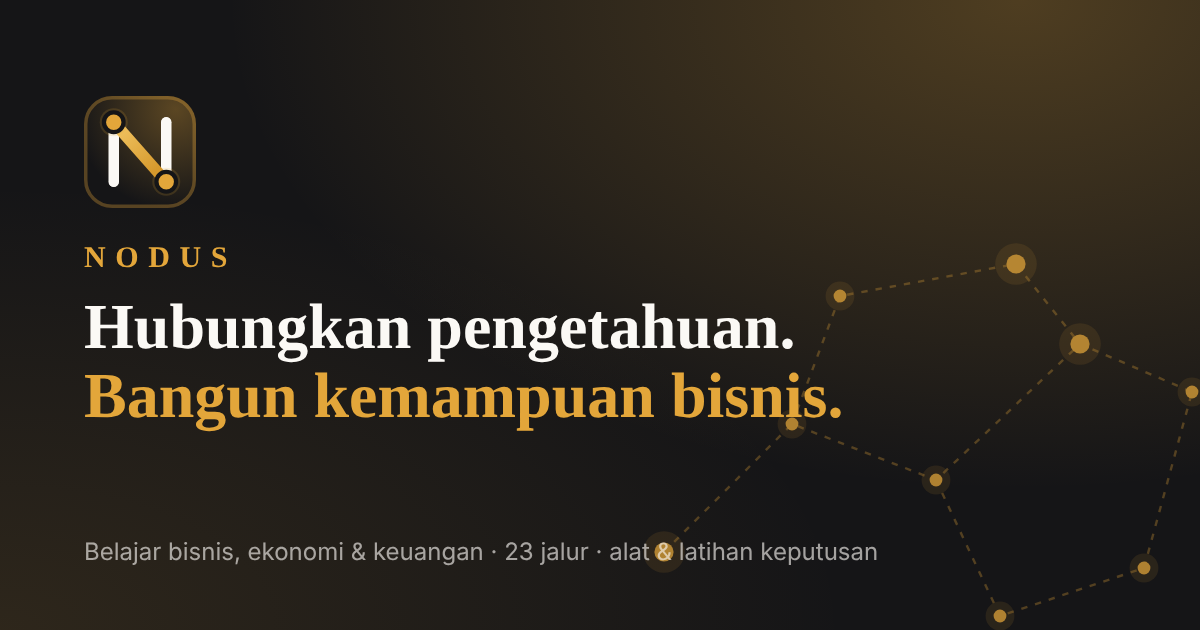 N
NODUS
Hubungkan pengetahuan.
Bangun kemampuan bisnis.
Belajar bisnis, ekonomi & keuangan · 23 jalur · alat & latihan keputusan